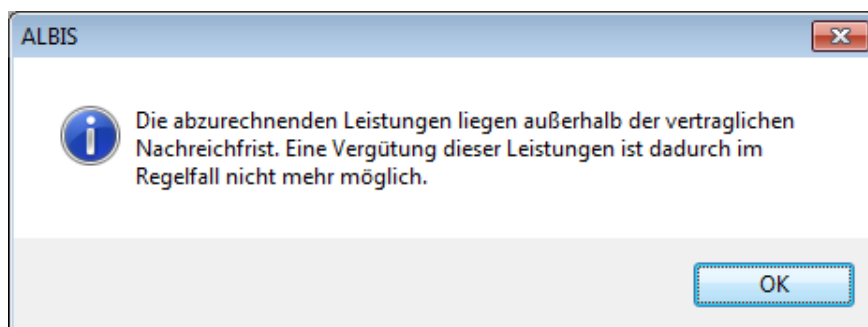 ALBIS
Die abzurechnenden Leistungen liegen außerhalb der vertraglichen
Nachreichfrist. Eine Vergütung dieser Leistungen ist dadurch im
Regelfall nicht mehr möglich.
OK